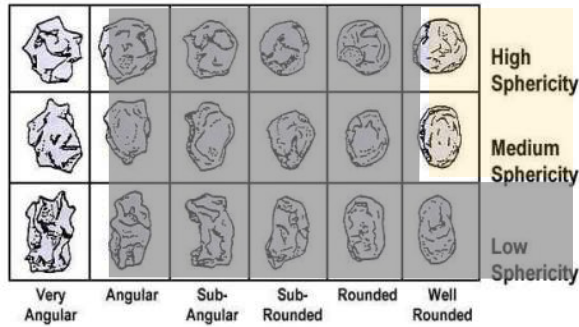 High
Sphericity
Medium
Sphericity
Low
Sphericity
Very
Angular
Angular
Sub-
Angular
Sub-
Rounded
Rounded
Well
Rounded